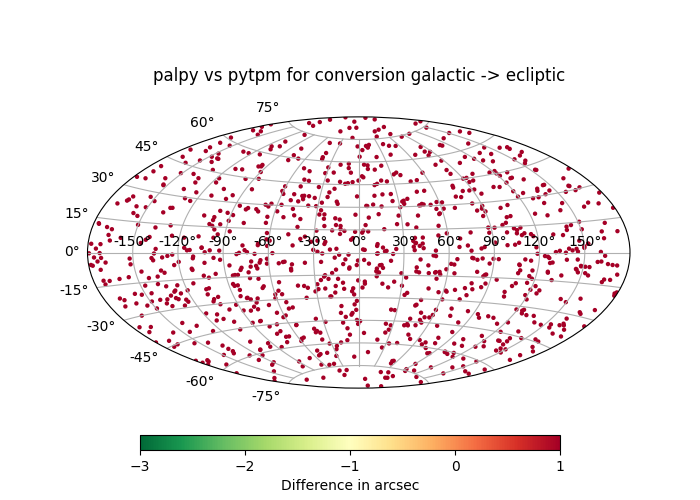 palpy vs pytpm for conversion galactic -> ecliptic
75°
60°
45°
30°
15°
-150° -120° -90° -60° -30° 0° 30° 60° 90° 120° 150°
0°
-15°
-30°
-45°
-60°
-75°
−3 −2 −1 0 1
Difference in arcsec